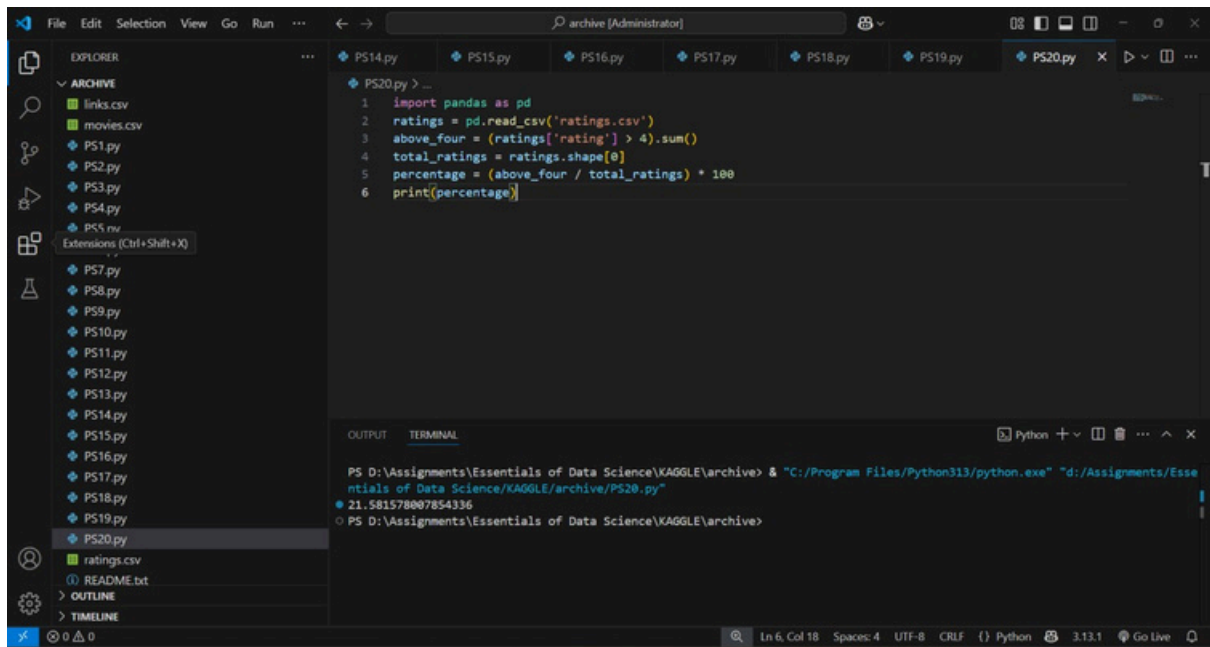 File Edit Selection View Go Run ···
archive [Administrator]
EXPLORER ···
ARCHIVE
links.csv
movies.csv
PS1.py
PS2.py
PS3.py
PS4.py
PS5.py
Extensions (Ctrl+Shift+X)
PS7.py
PS8.py
PS9.py
PS10.py
PS11.py
PS12.py
PS13.py
PS14.py
PS15.py
PS16.py
PS17.py
PS18.py
PS19.py
PS20.py
ratings.csv
README.txt
OUTLINE
TIMELINE
PS14.py PS15.py PS16.py PS17.py PS18.py PS19.py PS20.py
PS20.py > ...
1 import pandas as pd
2 ratings = pd.read_csv('ratings.csv')
3 above_four = (ratings['rating'] > 4).sum()
4 total_ratings = ratings.shape[0]
5 percentage = (above_four / total_ratings) * 100
6 print(percentage)
OUTPUT TERMINAL
Python
PS D:\Assignments\Essentials of Data Science\KAGGLE\archive> & "C:/Program Files/Python313/python.exe" "d:/Assignments/Esse
ntials of Data Science/KAGGLE/archive/PS20.py"
21.581578007854336
PS D:\Assignments\Essentials of Data Science\KAGGLE\archive>
0 0 Ln 6, Col 18 Spaces: 4 UTF-8 CRLF {} Python 3.13.1 Go Live